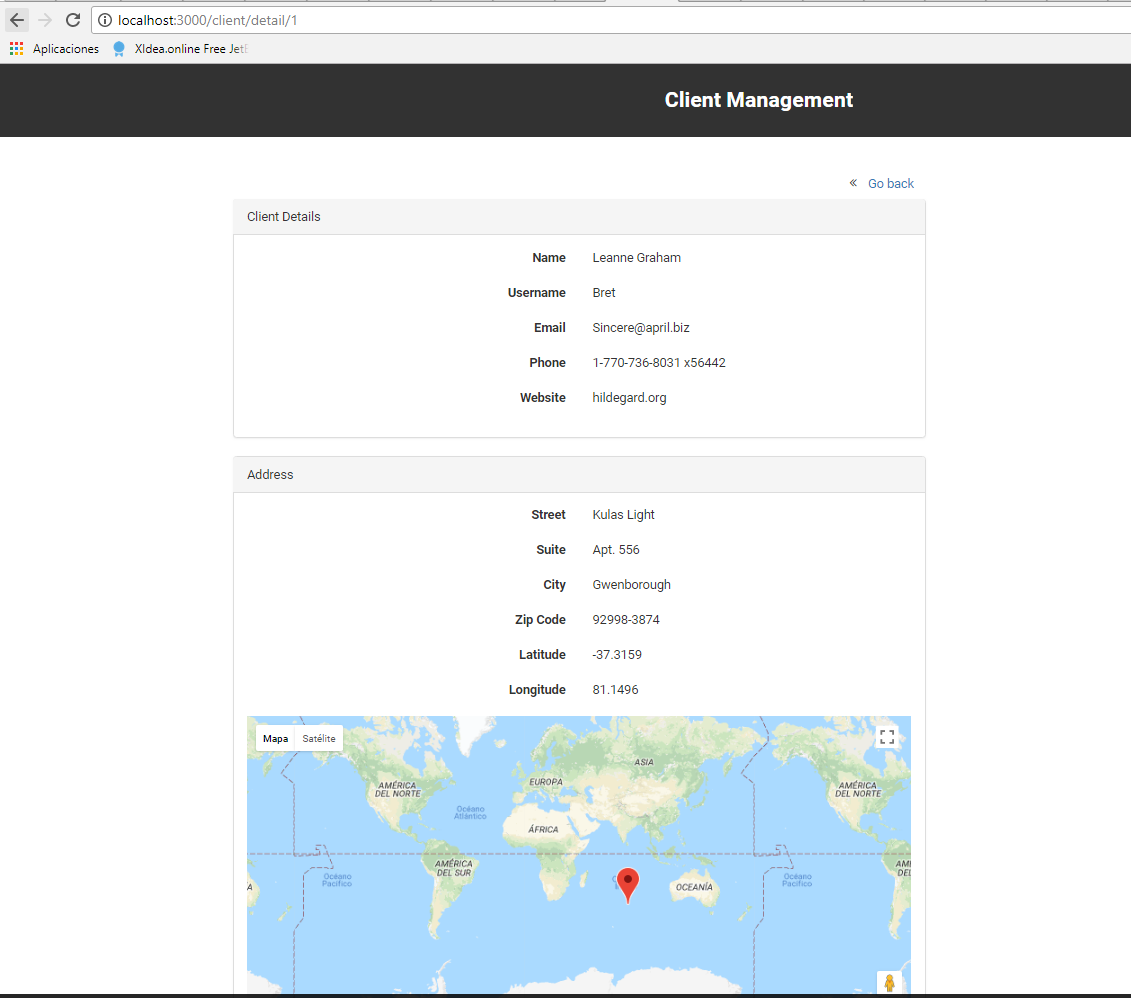 localhost:3000/client/detail/1
Aplicaciones XIdea.online Free Jet
Client Management
« Go back
Client Details
Name Leanne Graham
Username Bret
Email Sincere@april.biz
Phone 1-770-736-8031 x56442
Website hildegard.org
Address
Street Kulas Light
Suite Apt. 556
City Gwenborough
Zip Code 92998-3874
Latitude -37.3159
Longitude 81.1496
Mapa Satélite
ASIA
EUROPA
AMÉRICA
DEL NORTE
AMÉRICA
DEL NORTE
Océano
Atlántico
ÁFRICA
AMÉRICA
DEL SUR
Océano
Pacífico
OCEANÍA
Océano
Pacífico